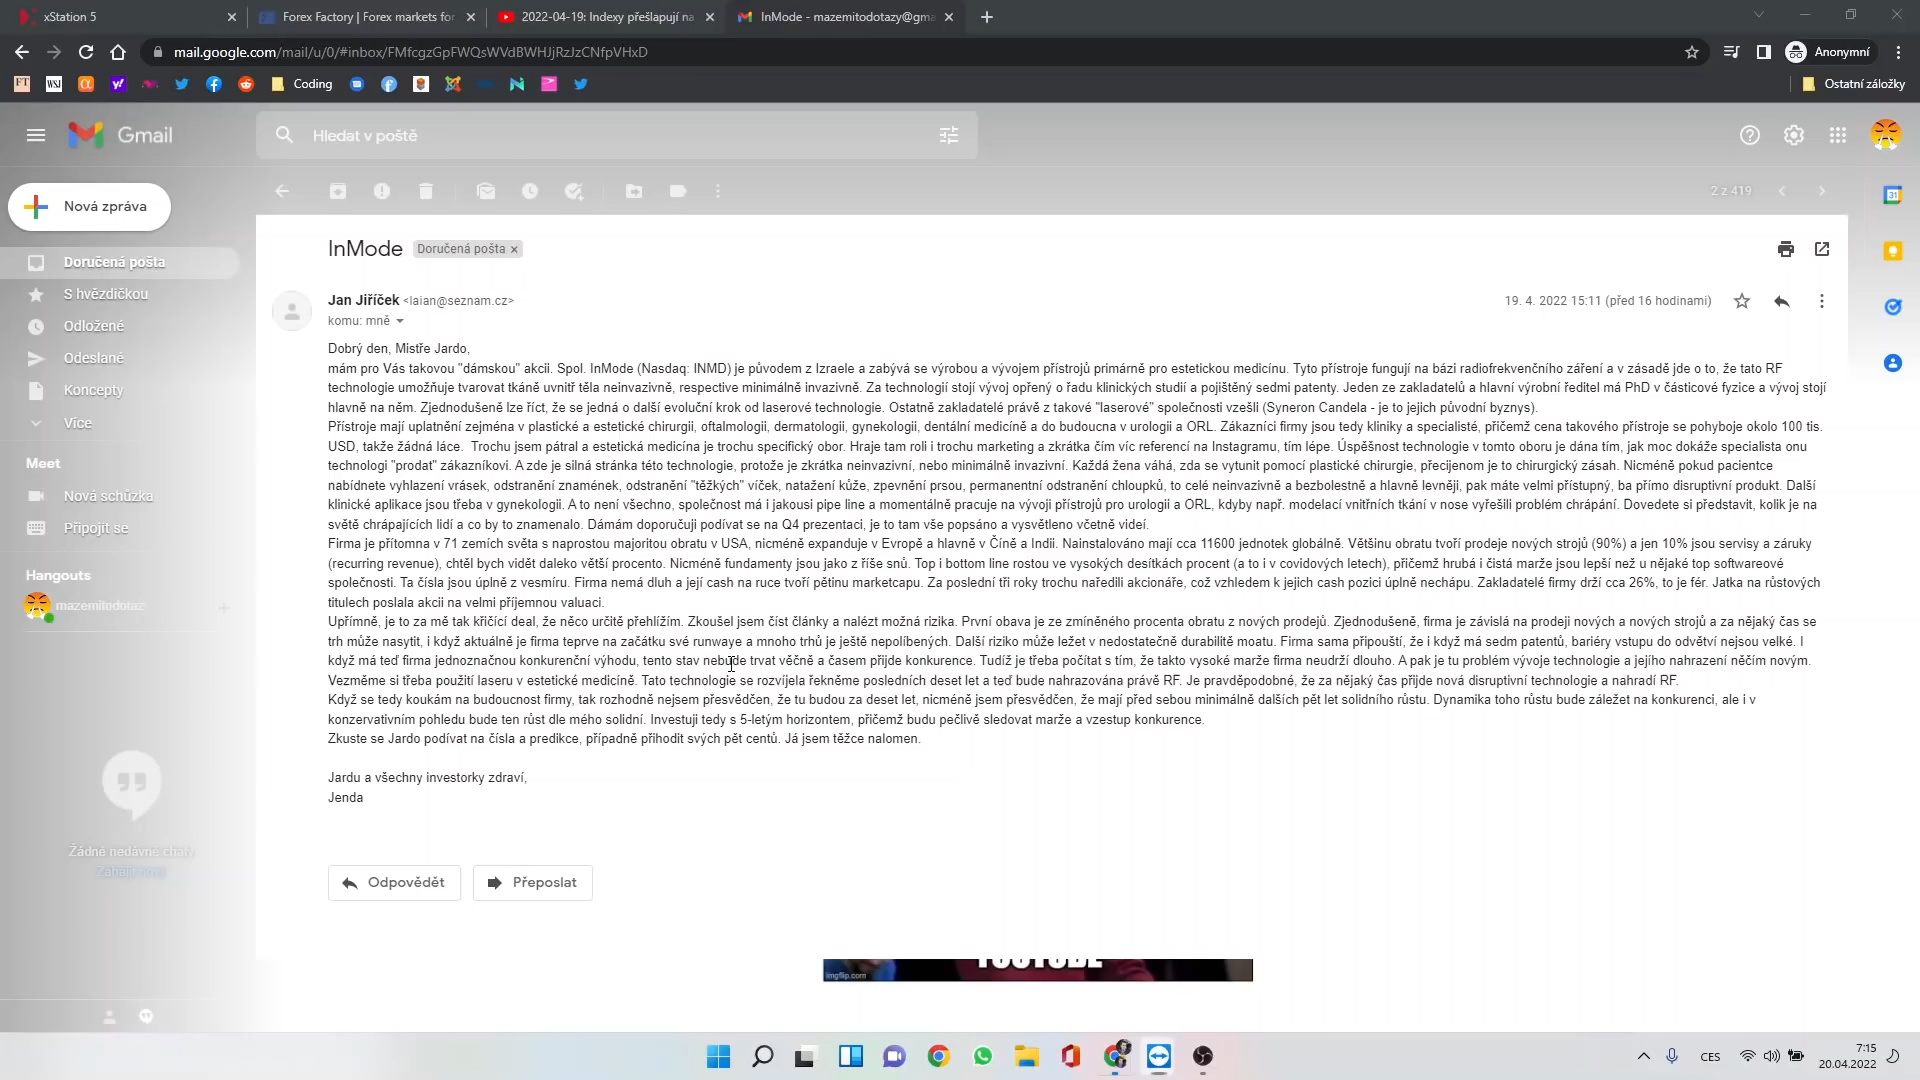 xStation 5
Forex Factory | Forex markets for
2022-04-19: Indexy přešlapují na
InMode - mazemitodotazy@gma
mail.google.com/mail/u/0/#inbox/FMfcgzGpFWQsWVdBWHJjRzJzCNfpVHxD
Anonymní
FT
WSJ
Coding
Ostatní záložky
Gmail
Hledat v poště
Nová zpráva
2 z 419
Doručená pošta
S hvězdičkou
Odložené
Odeslané
Koncepty
Více
Meet
Nová schůzka
Připojit se
Hangouts
mazemitodotaz
Žádné nedávné chaty
Zahájit nový
InMode Doručená pošta ×
Jan Jiříček <laian@seznam.cz>
19. 4. 2022 15:11 (před 16 hodinami)
komu: mně
Dobrý den, Mistře Jardo,
mám pro Vás takovou "dámskou" akcii. Spol. InMode (Nasdaq: INMD) je původem z Izraele a zabývá se výrobou a vývojem přístrojů primárně pro estetickou medicínu. Tyto přístroje fungují na bázi radiofrekvenčního záření a v zásadě jde o to, že tato RF
technologie umožňuje tvarovat tkáně uvnitř těla neinvazivně, respective minimálně invazivně. Za technologií stojí vývoj opřený o řadu klinických studií a pojištěný sedmi patenty. Jeden ze zakladatelů a hlavní výrobní ředitel má PhD v částicové fyzice a vývoj stojí
hlavně na něm. Zjednodušeně lze říct, že se jedná o další evoluční krok od laserové technologie. Ostatně zakladatelé právě z takové "laserové" společnosti vzešli (Syneron Candela - je to jejich původní byznys).
Přístroje mají uplatnění zejména v plastické a estetické chirurgii, oftalmologii, dermatologii, gynekologii, dentální medicíně a do budoucna v urologii a ORL. Zákazníci firmy jsou tedy kliniky a specialisté, přičemž cena takového přístroje se pohybuje okolo 100 tis.
USD, takže žádná láce.  Trochu jsem pátral a estetická medicína je trochu specifický obor. Hraje tam roli i trochu marketing a zkrátka čím víc referencí na Instagramu, tím lépe. Úspěšnost technologie v tomto oboru je dána tím, jak moc dokáže specialista onu
technologi "prodat" zákazníkovi. A zde je silná stránka této technologie, protože je zkrátka neinvazivní, nebo minimálně invazivní. Každá žena váhá, zda se vytunit pomocí plastické chirurgie, přecijenom je to chirurgický zásah. Nicméně pokud pacientce
nabídnete vyhlazení vrásek, odstranění znamének, odstranění "těžkých" víček, natažení kůže, zpevnění prsou, permanentní odstranění chloupků, to celé neinvazivně a bezbolestně a hlavně levněji, pak máte velmi přístupný, ba přímo disruptivní produkt. Další
klinické aplikace jsou třeba v gynekologii. A to není všechno, společnost má i jakousi pipe line a momentálně pracuje na vývoji přístrojů pro urologii a ORL, kdyby např. modelací vnitřních tkání v nose vyřešili problém chrápání. Dovedete si představit, kolik je na
světě chrápajících lidí a co by to znamenalo. Dámám doporučuji podívat se na Q4 prezentaci, je to tam vše popsáno a vysvětleno včetně videí.
Firma je přítomna v 71 zemích světa s naprostou majoritou obratu v USA, nicméně expanduje v Evropě a hlavně v Číně a Indii. Nainstalováno mají cca 11600 jednotek globálně. Většinu obratu tvoří prodeje nových strojů (90%) a jen 10% jsou servisy a záruky
(recurring revenue), chtěl bych vidět daleko větší procento. Nicméně fundamenty jsou jako z říše snů. Top i bottom line rostou ve vysokých desítkách procent (a to i v covidových letech), přičemž hrubá i čistá marže jsou lepší než u nějaké top softwareové
společnosti. Ta čísla jsou úplně z vesmíru. Firma nemá dluh a její cash na ruce tvoří pětinu marketcapu. Za poslední tři roky trochu naředili akcionáře, což vzhledem k jejich cash pozici úplně nechápu. Zakladatelé firmy drží cca 26%, to je fér. Jatka na růstových
titulech poslala akcii na velmi příjemnou valuaci.
Upřímně, je to za mě tak křičící deal, že něco určitě přehlížím. Zkoušel jsem číst články a nalézt možná rizika. První obava je ze zmíněného procenta obratu z nových prodejů. Zjednodušeně, firma je závislá na prodeji nových a nových strojů a za nějaký čas se
trh může nasytit, i když aktuálně je firma teprve na začátku své runwaye a mnoho trhů je ještě nepolíbených. Další riziko může ležet v nedostatečně durabilitě moatu. Firma sama připouští, že i když má sedm patentů, bariéry vstupu do odvětví nejsou velké. I
když má teď firma jednoznačnou konkurenční výhodu, tento stav nebude trvat věčně a časem přijde konkurence. Tudíž je třeba počítat s tím, že takto vysoké marže firma neudrží dlouho. A pak je tu problém vývoje technologie a jejího nahrazení něčím novým.
Vezměme si třeba použití laseru v estetické medicíně. Tato technologie se rozvíjela řekněme posledních deset let a teď bude nahrazována právě RF. Je pravděpodobné, že za nějaký čas přijde nová disruptivní technologie a nahradí RF.
Když se tedy koukám na budoucnost firmy, tak rozhodně nejsem přesvědčen, že tu budou za deset let, nicméně jsem přesvědčen, že mají před sebou minimálně dalších pět let solidního růstu. Dynamika toho růstu bude záležet na konkurenci, ale i v
konzervativním pohledu bude ten růst dle mého solidní. Investuji tedy s 5-letým horizontem, přičemž budu pečlivě sledovat marže a vzestup konkurence.
Zkuste se Jardo podívat na čísla a predikce, případně přihodit svých pět centů. Já jsem těžce nalomen.
Jardu a všechny investorky zdraví,
Jenda
Odpovědět
Přeposlat
YOUTUBE
imgflip.com
CES
7:15
20.04.2022